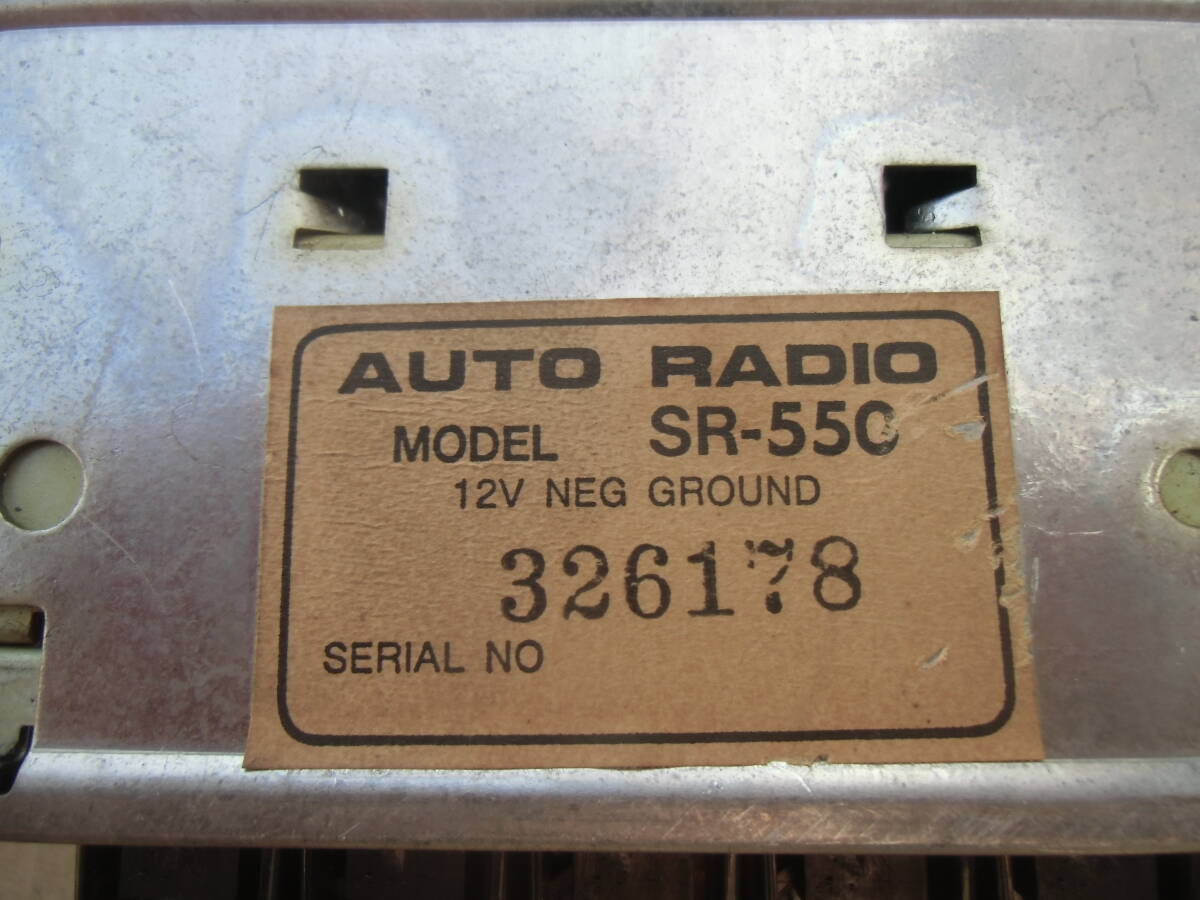 AUTO RADIO
MODEL SR-550
12V NEG GROUND
326178
SERIAL NO